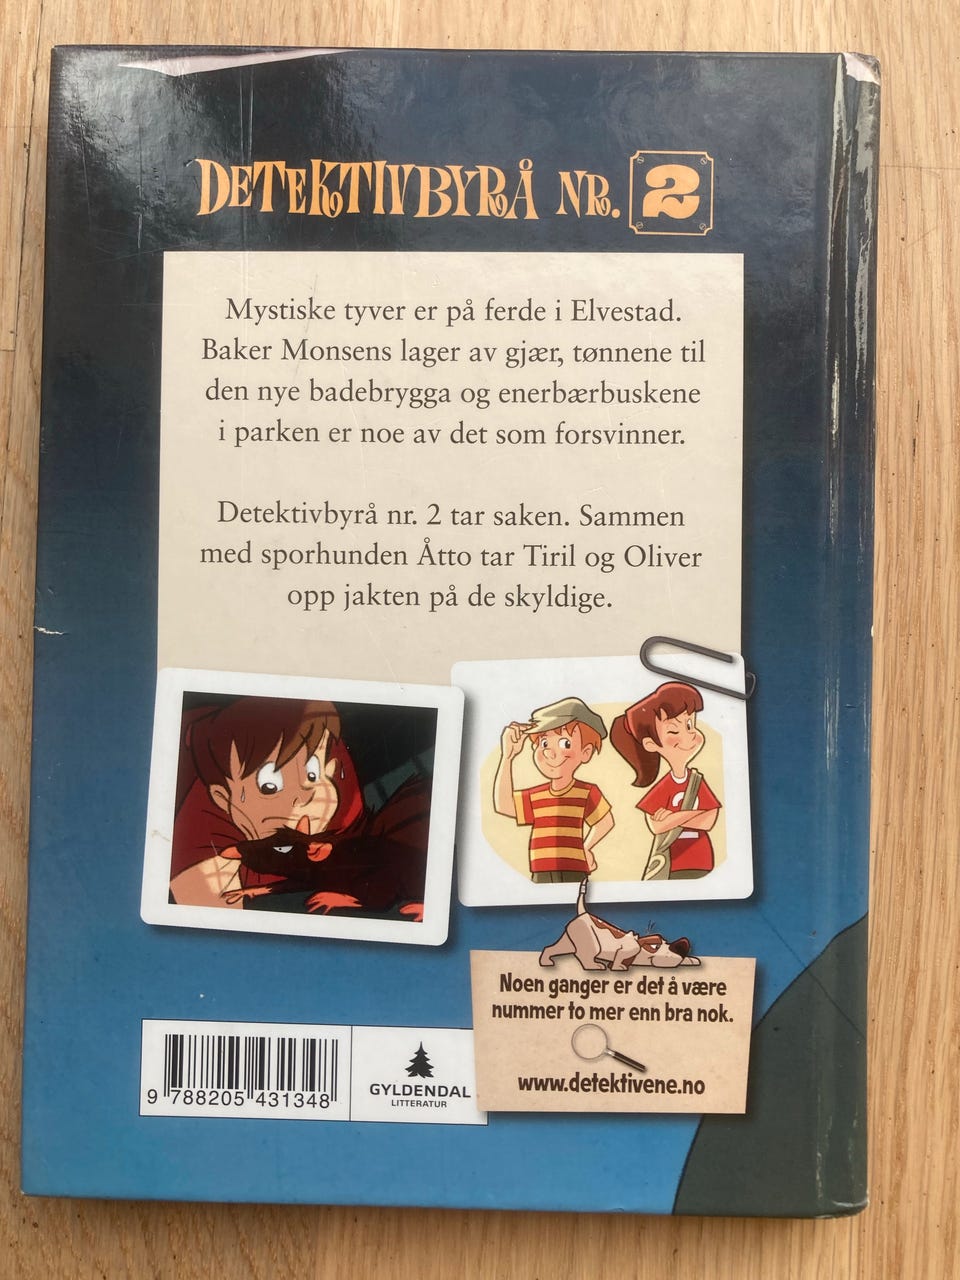 DETEKTIVBYRÅ NR. 2
Mystiske tyver er på ferde i Elvestad.
Baker Monsens lager av gjær, tønnene til
den nye badebrygga og enerbærbuskene
i parken er noe av det som forsvinner.
Detektivbyrå nr. 2 tar saken. Sammen
med sporhunden Åtto tar Tiril og Oliver
opp jakten på de skyldige.
Noen ganger er det å være
nummer to mer enn bra nok.
www.detektivene.no
9 788205 431348
GYLDENDAL
LITTERATUR